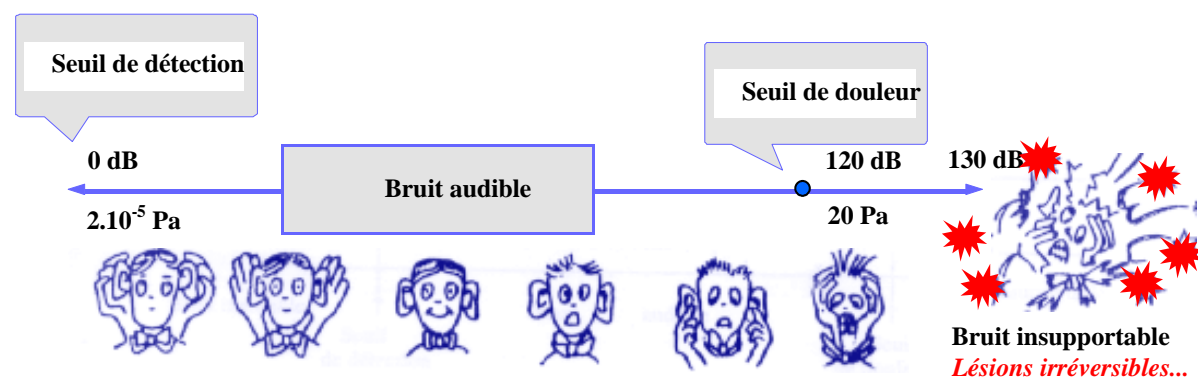 Seuil de détection
Seuil de douleur
0 dB
120 dB
130 dB
Bruit audible
2.10⁻⁵ Pa
20 Pa
Bruit insupportable
Lésions irréversibles...